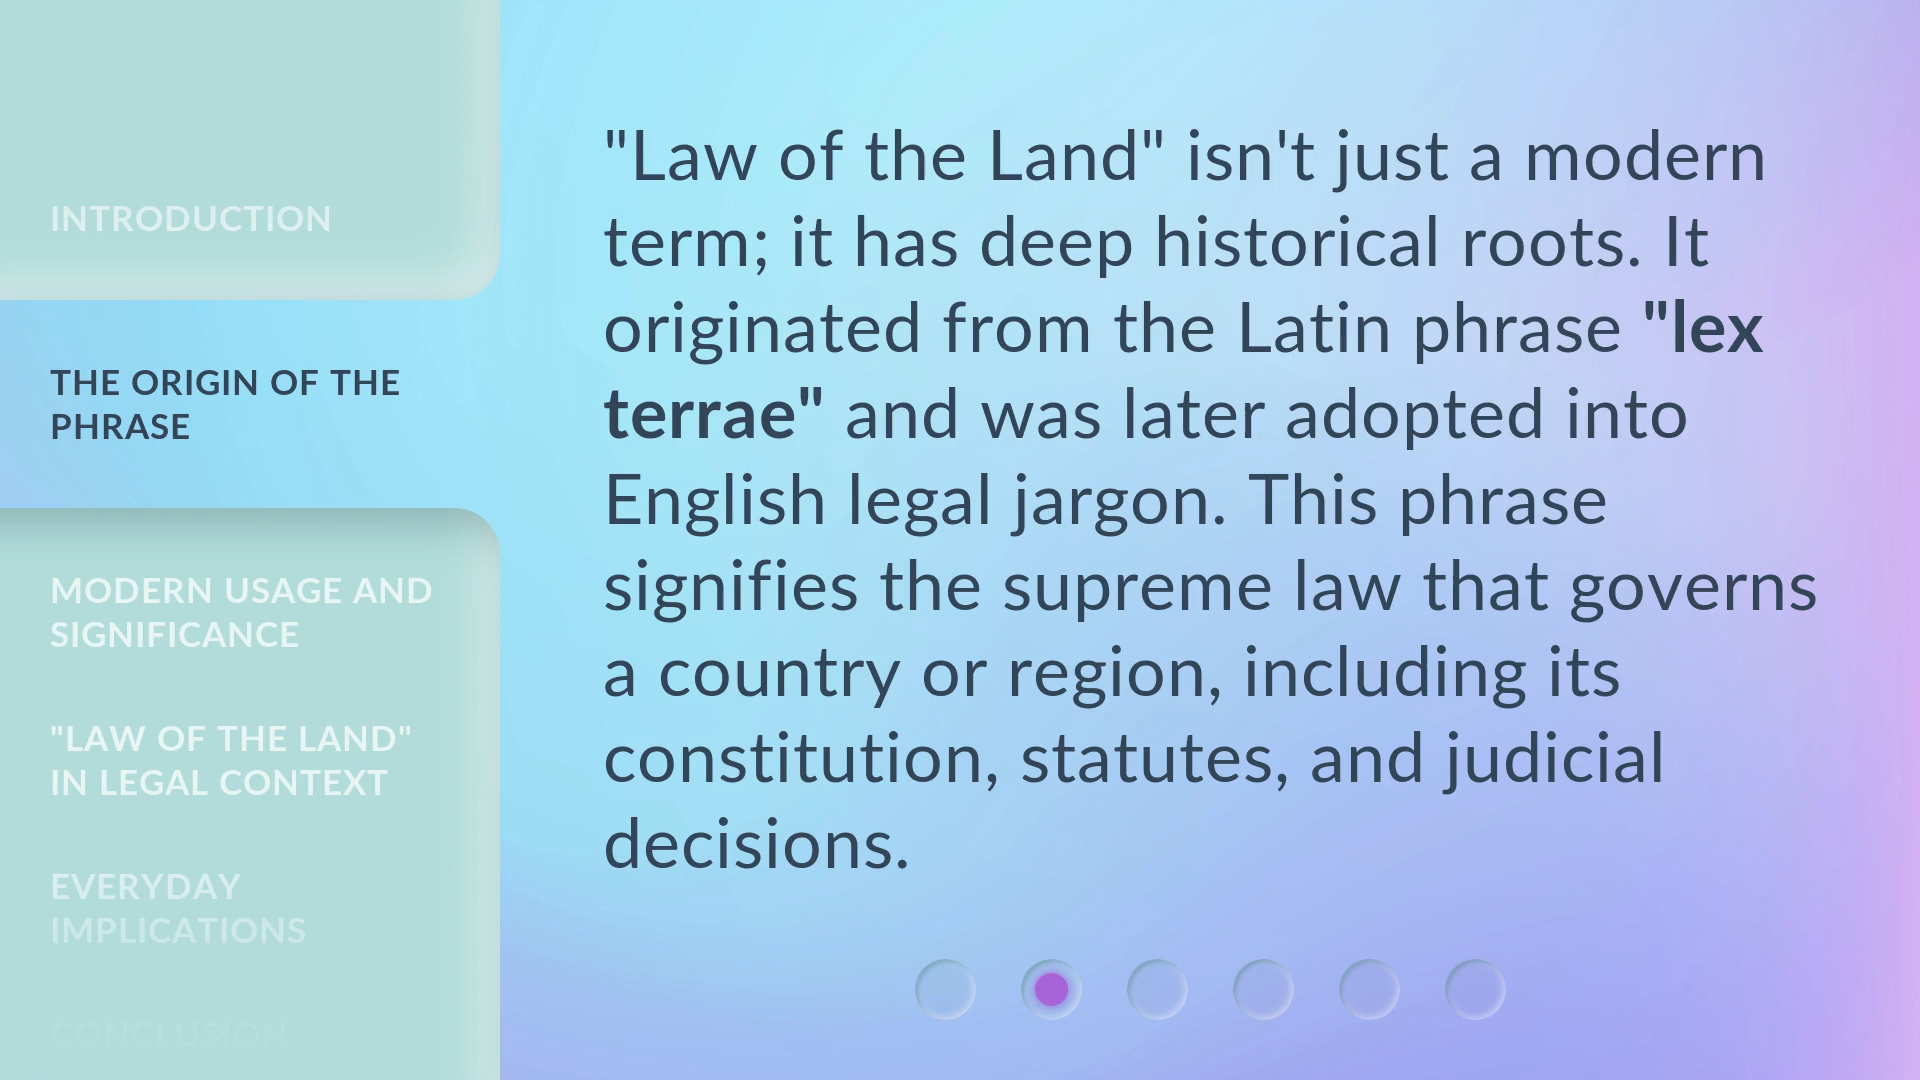 INTRODUCTION
THE ORIGIN OF THE
PHRASE
MODERN USAGE AND
SIGNIFICANCE
"LAW OF THE LAND"
IN LEGAL CONTEXT
EVERYDAY
IMPLICATIONS
CONCLUSION
"Law of the Land" isn't just a modern
term; it has deep historical roots. It
originated from the Latin phrase "lex
terrae" and was later adopted into
English legal jargon. This phrase
signifies the supreme law that governs
a country or region, including its
constitution, statutes, and judicial
decisions.